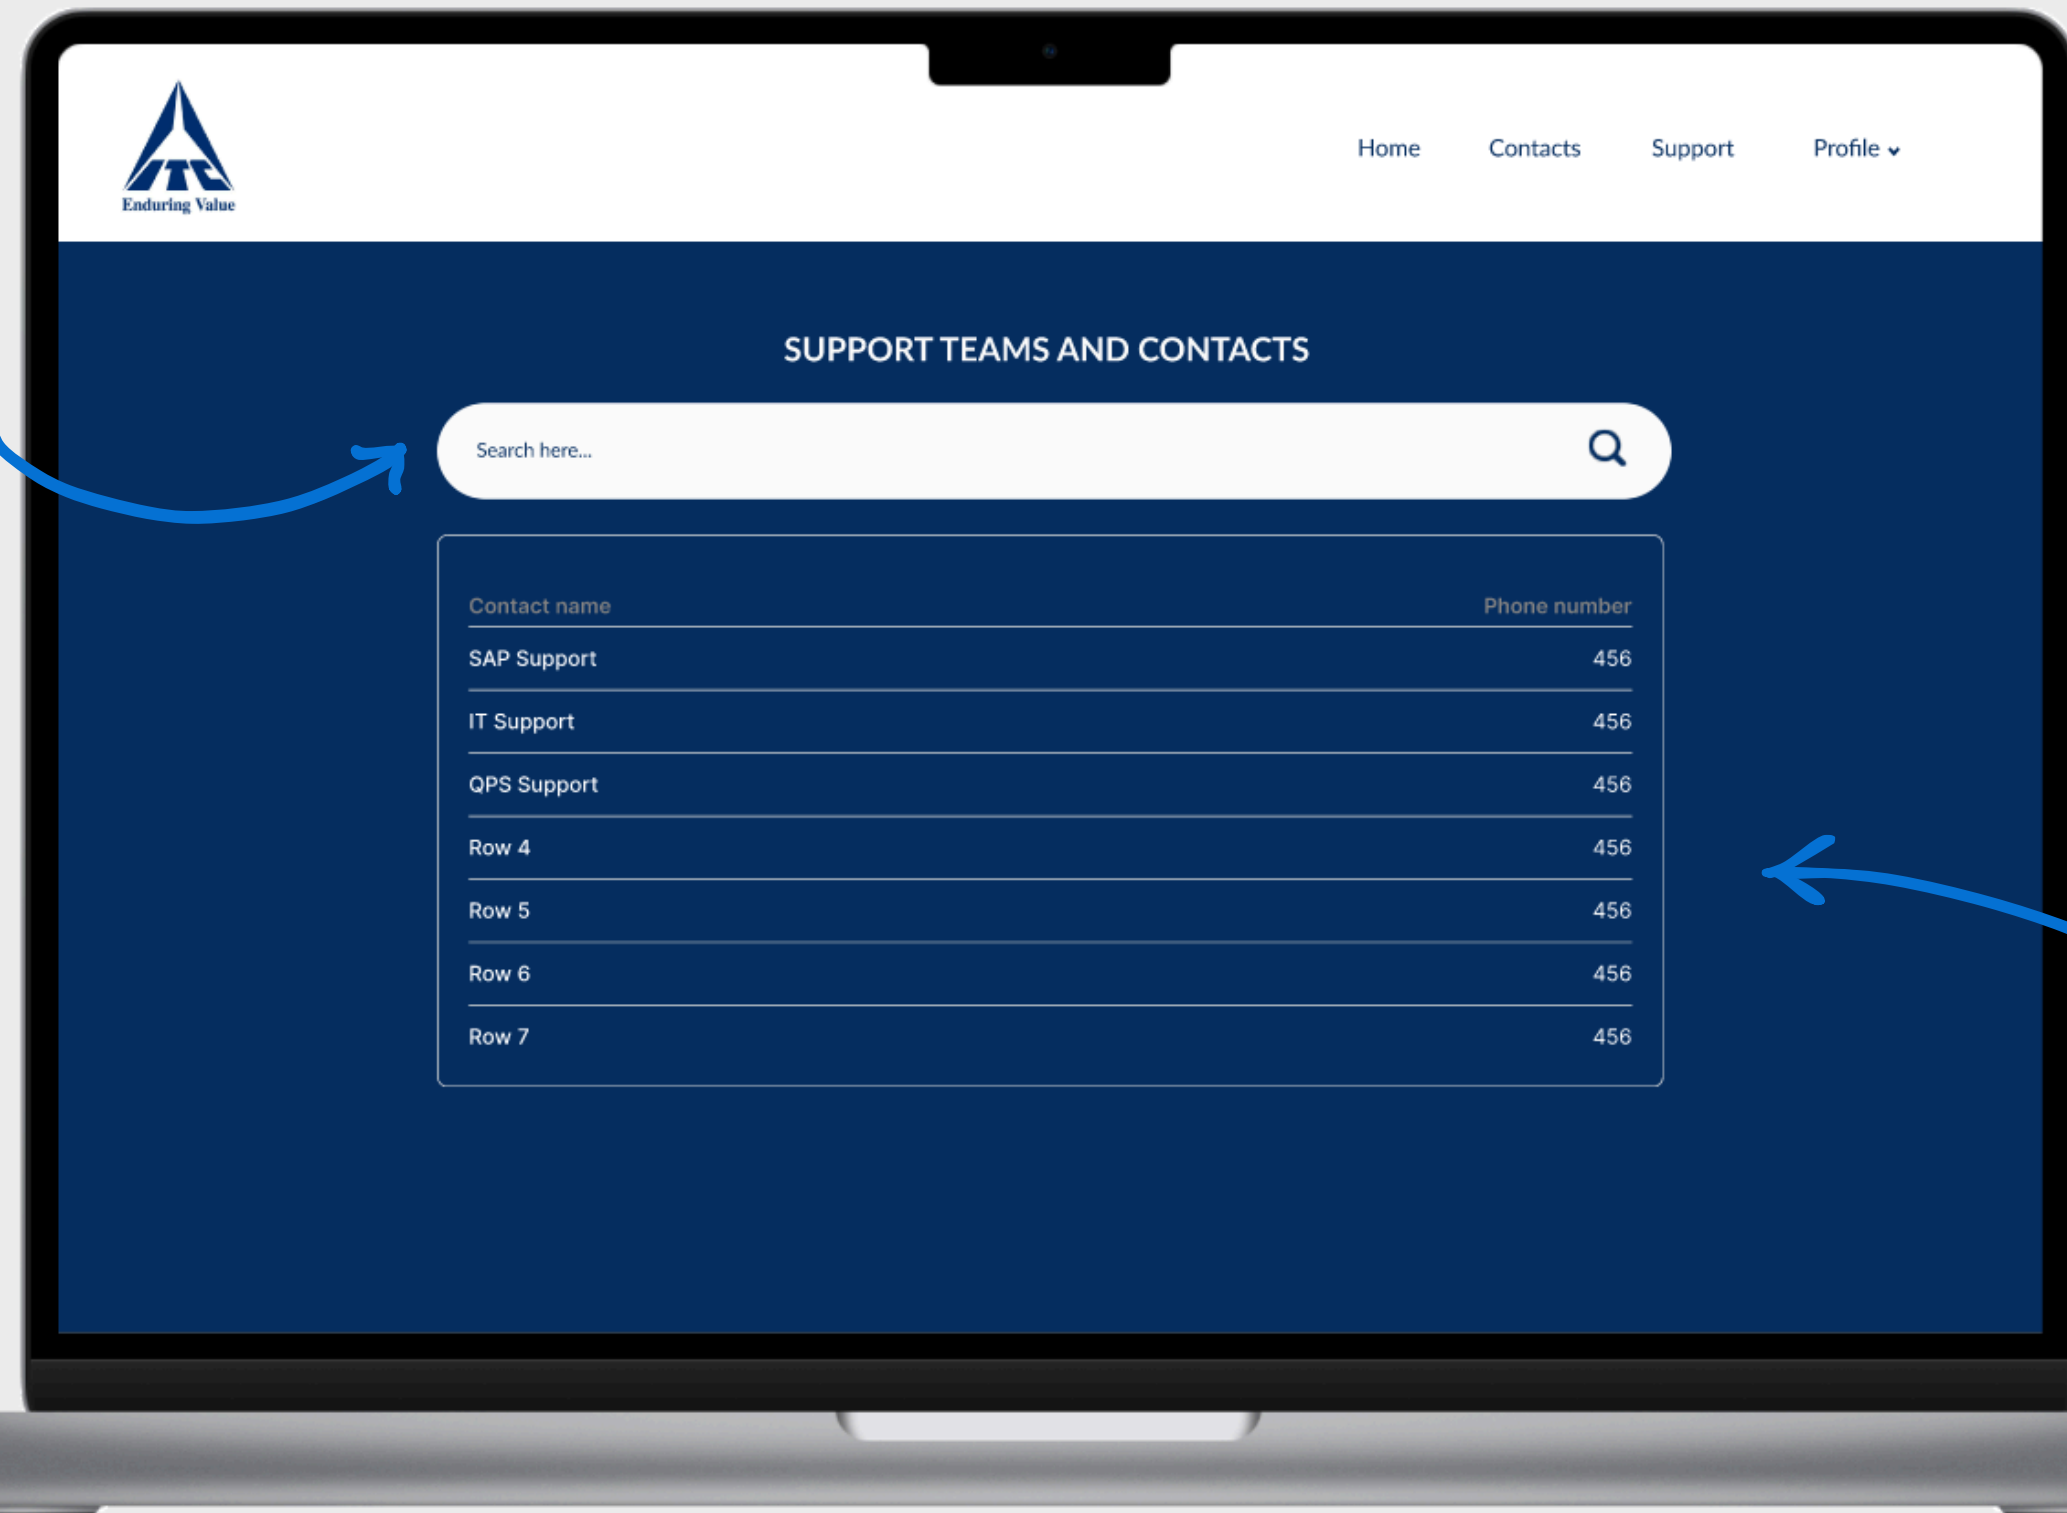 ITC
Enduring Value
Home Contacts Support Profile
SUPPORT TEAMS AND CONTACTS
Search here...
Contact name Phone number
SAP Support 456
IT Support 456
QPS Support 456
Row 4 456
Row 5 456
Row 6 456
Row 7 456